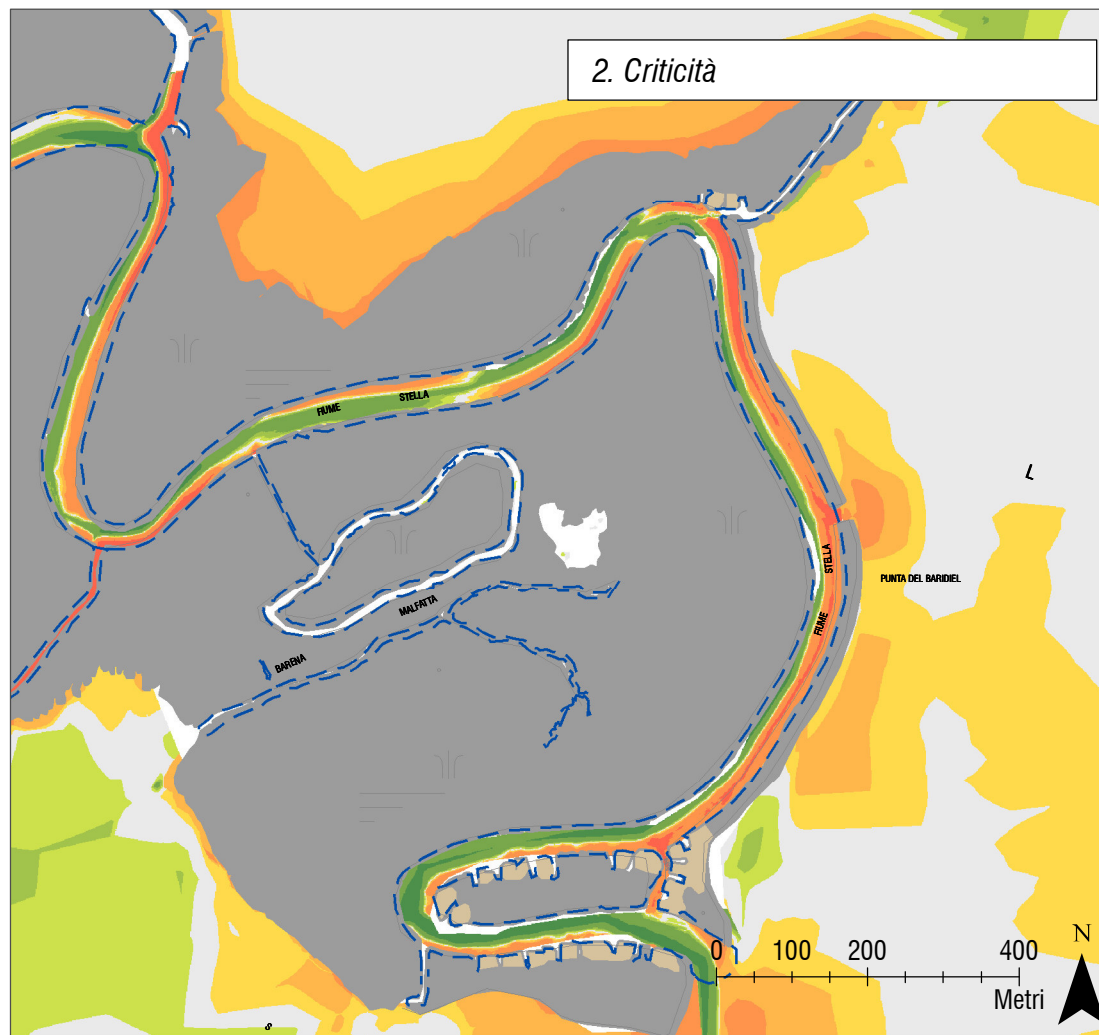 2. Criticità
FIUME STELLA
L
STELLA
PUNTA DEL BARIDIEL
MALFATTA
FIUME
BARENA
N
0 100 200 400
Metri
S